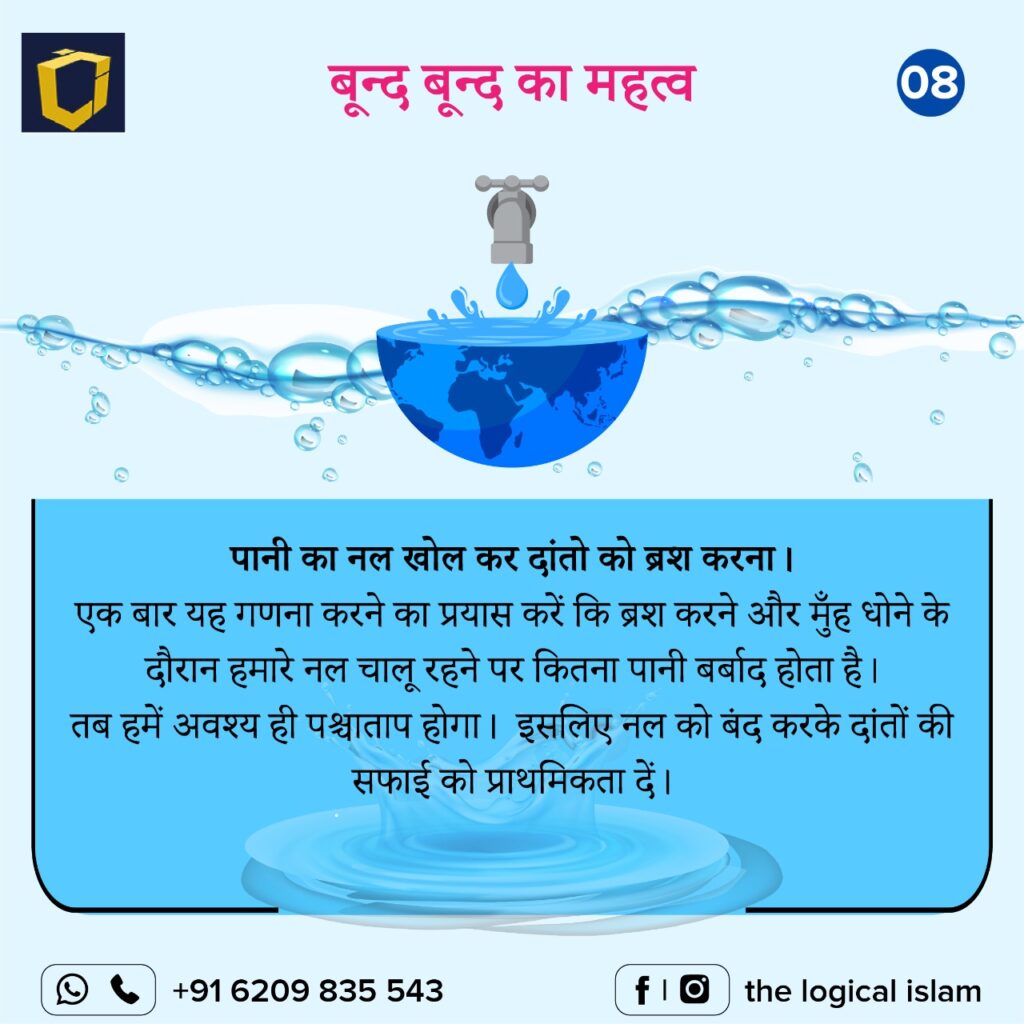 बून्द बून्द का महत्व
08
पानी का नल खोल कर दांतो को ब्रश करना।
एक बार यह गणना करने का प्रयास करें कि ब्रश करने और मुँह धोने के
दौरान हमारे नल चालू रहने पर कितना पानी बर्बाद होता है।
तब हमें अवश्य ही पश्चाताप होगा। इसलिए नल को बंद करके दांतों की
सफाई को प्राथमिकता दें।
+91 6209 835 543
the logical islam